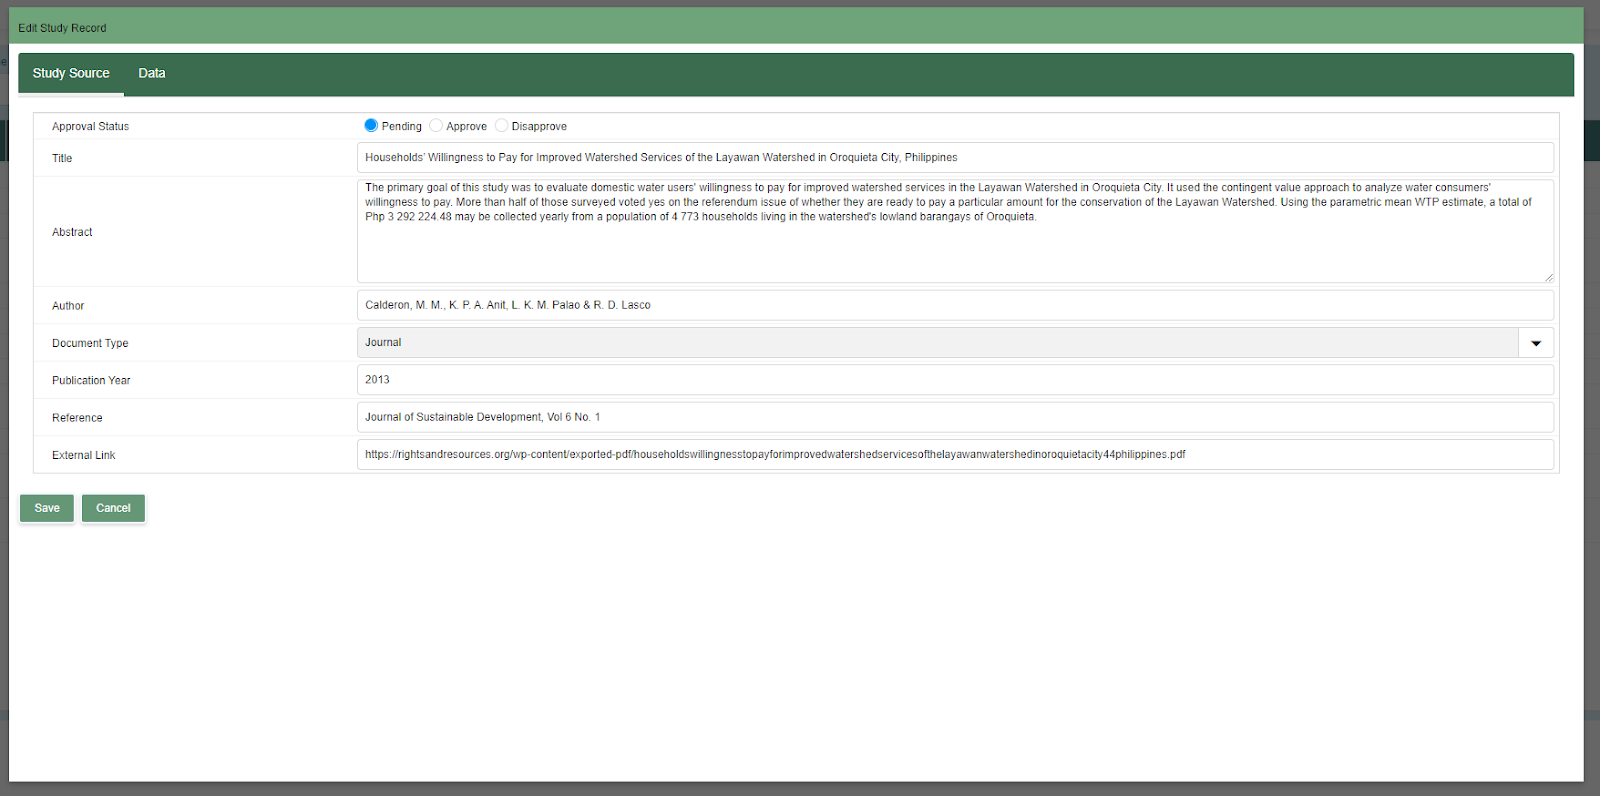 Edit Study Record
Study Source Data
Approval Status Pending Approve Disapprove
Title Households' Willingness to Pay for Improved Watershed Services of the Layawan Watershed in Oroquieta City, Philippines
The primary goal of this study was to evaluate domestic water users' willingness to pay for improved watershed services in the Layawan Watershed in Oroquieta City. It used the contingent value approach to analyze water consumers'
willingness to pay. More than half of those surveyed voted yes on the referendum issue of whether they are ready to pay a particular amount for the conservation of the Layawan Watershed. Using the parametric mean WTP estimate, a total of
Php 3 292 224.48 may be collected yearly from a population of 4 773 households living in the watershed's lowland barangays of Oroquieta.
Abstract
Author Calderon, M. M., K. P. A. Anit, L. K. M. Palao & R. D. Lasco
Document Type Journal
Publication Year 2013
Reference Journal of Sustainable Development, Vol 6 No. 1
External Link https://rightsandresources.org/wp-content/exported-pdf/householdswillingnesstopayforimprovedwatershedservicesofthelayawanwatershedinoroquietacity44philippines.pdf
Save Cancel